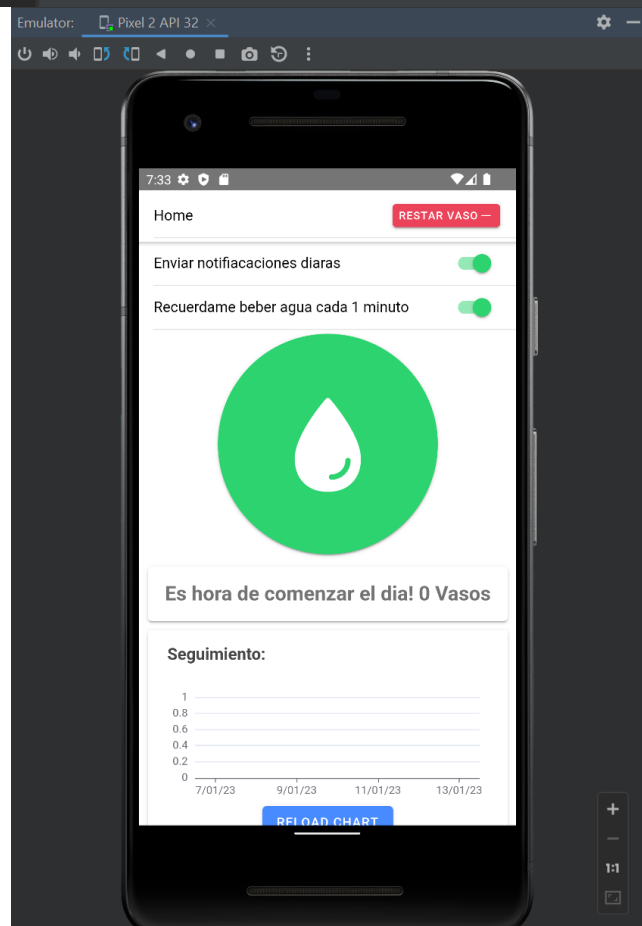 Emulator: Pixel 2 API 32
7:33
Home
RESTAR VASO
Enviar notifiacaciones diaras
Recuerdame beber agua cada 1 minuto
Es hora de comenzar el dia! 0 Vasos
Seguimiento:
1
0.8
0.6
0.4
0.2
0
7/01/23 9/01/23 11/01/23 13/01/23
RELOAD CHART
1:1